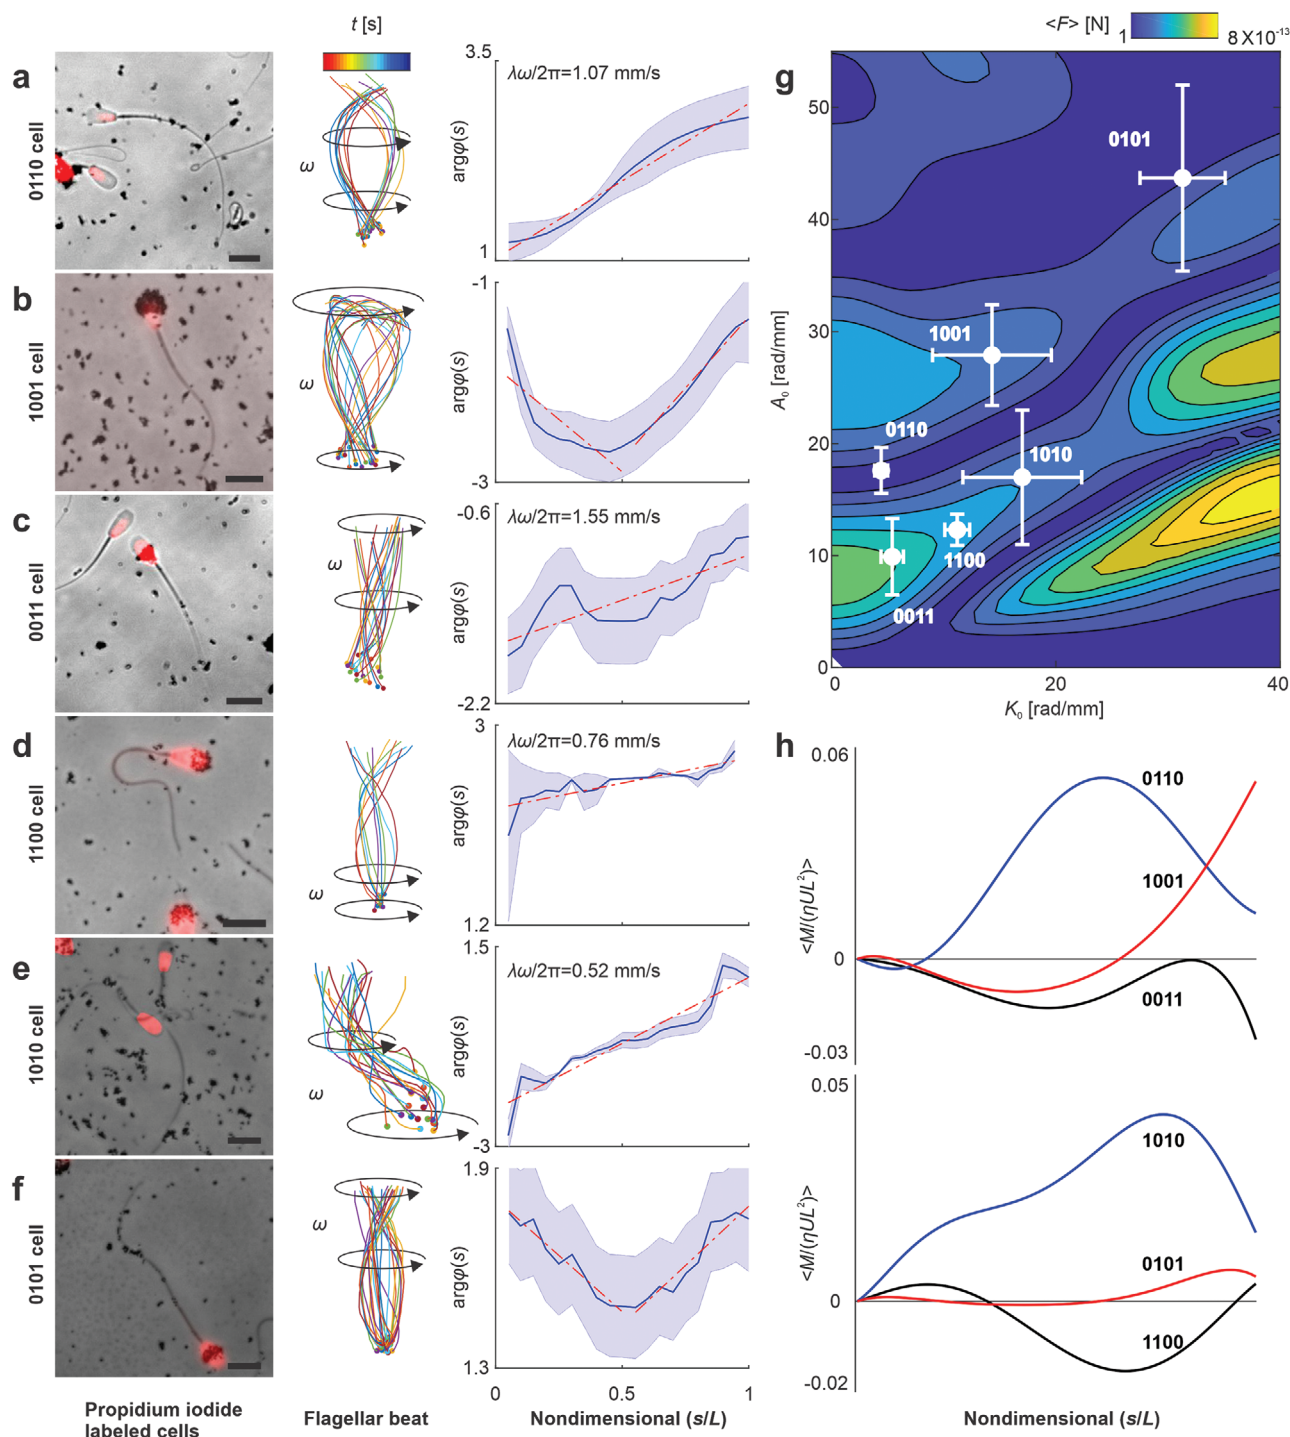 t [s]
<F> [N]
1
8X10⁻¹³
a
0110 cell
ω
3.5
λω/2π=1.07 mm/s
argφ(s)
1
b
1001 cell
ω
-1
argφ(s)
-3
c
0011 cell
ω
-0.6
λω/2π=1.55 mm/s
argφ(s)
-2.2
d
1100 cell
ω
3
λω/2π=0.76 mm/s
argφ(s)
1.2
e
1010 cell
ω
1.5
λω/2π=0.52 mm/s
argφ(s)
-3
f
0101 cell
ω
1.9
argφ(s)
1.3
0
0.5
1
Propidium iodide
labeled cells
Flagellar beat
Nondimensional (s/L)
g
50
40
30
20
10
0
A₀ [rad/mm]
0101
1001
0110
1010
1100
0011
0
20
40
K₀ [rad/mm]
h
0.06
0110
1001
<M/(ηUL²)>
0
0011
-0.03
0.05
1010
<M/(ηUL²)>
0101
0
1100
-0.02
Nondimensional (s/L)